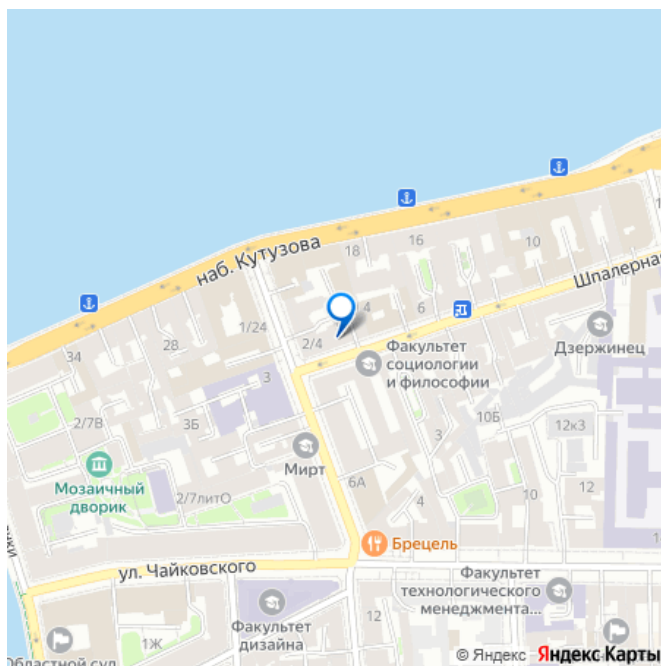 наб. Кутузова
18
16
10
Шпалерная
1/24
4
6
34
28
2/4
Факультет
социологии
и философии
Дзержинец
3
2/7В
3Б
10Б
12к3
3
Мирт
Мозаичный
дворик
2/7литО
6А
4
10
12
Брецель
ул. Чайковского
Факультет
технологического
менеджмента...
Факультет
дизайна
12
1Ж
Областной суд
© Яндекс Яндекс Карты